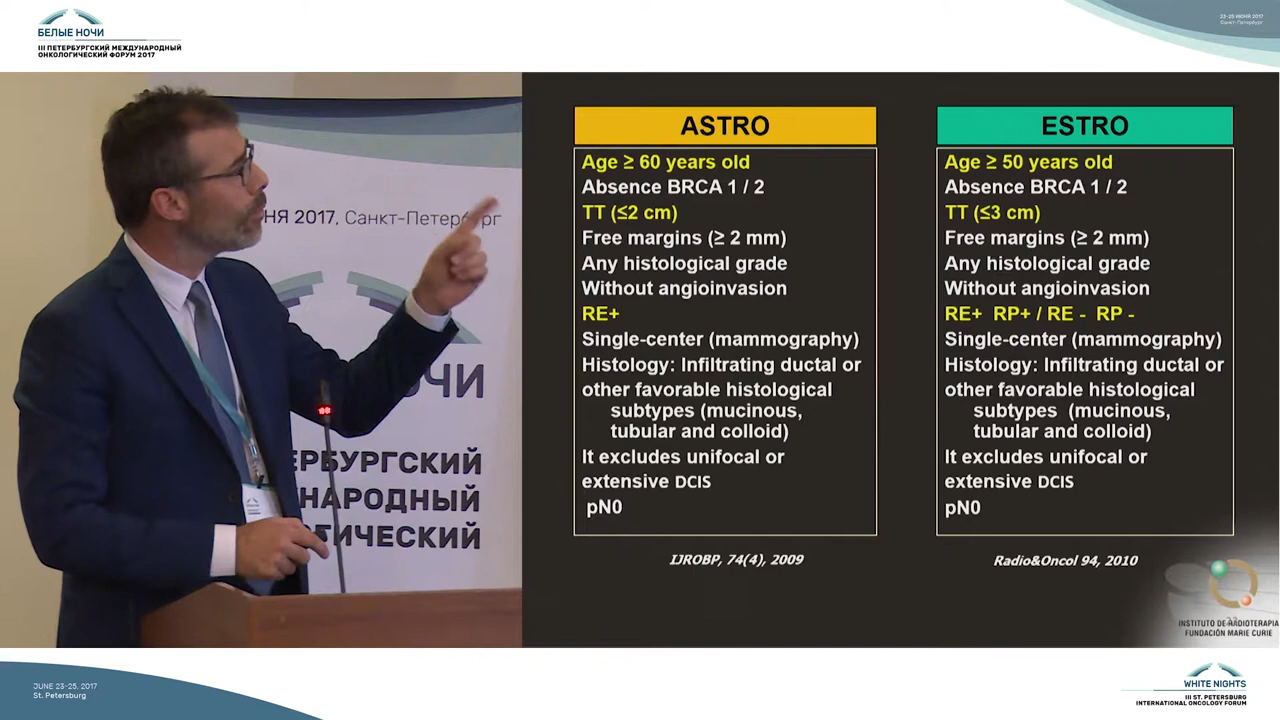 БЕЛЫЕ НОЧИ
III ПЕТЕРБУРГСКИЙ МЕЖДУНАРОДНЫЙ
ОНКОЛОГИЧЕСКИЙ ФОРУМ 2017
23-25 ИЮНЯ 2017
Санкт-Петербург
НЯ 2017, Санкт-Петербург
НОЧИ
ЕРБУРГСКИЙ
НАРОДНЫЙ
ГИЧЕСКИЙ
ASTRO
Age ≥ 60 years old
Absence BRCA 1 / 2
TT (≤2 cm)
Free margins (≥ 2 mm)
Any histological grade
Without angioinvasion
RE+
Single-center (mammography)
Histology: Infiltrating ductal or
other favorable histological
subtypes (mucinous,
tubular and colloid)
It excludes unifocal or
extensive DCIS
pN0
IJROBP, 74(4), 2009
ESTRO
Age ≥ 50 years old
Absence BRCA 1 / 2
TT (≤3 cm)
Free margins (≥ 2 mm)
Any histological grade
Without angioinvasion
RE+ RP+ / RE - RP -
Single-center (mammography)
Histology: Infiltrating ductal or
other favorable histological
subtypes (mucinous,
tubular and colloid)
It excludes unifocal or
extensive DCIS
pN0
Radio&Oncol 94, 2010
INSTITUTO DE RADIOTERAPIA
FUNDACIÓN MARIE CURIE
JUNE 23-25, 2017
St. Petersburg
WHITE NIGHTS
III ST. PETERSBURG
INTERNATIONAL ONCOLOGY FORUM